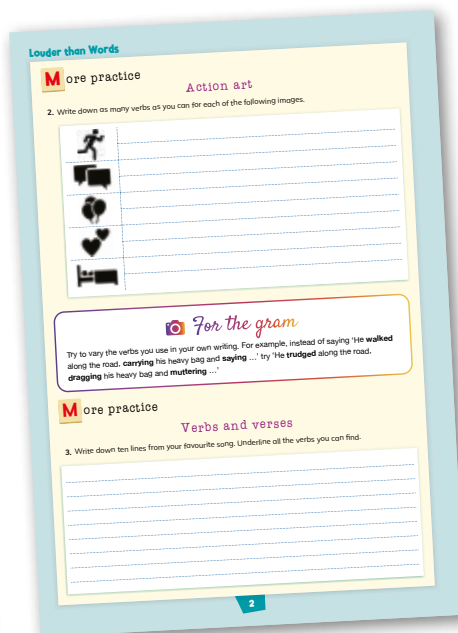 Louder than Words
More practice
Action art
2. Write down as many verbs as you can for each of the following images.
For the gram
Try to vary the verbs you use in your own writing. For example, instead of saying ‘He walked
along the road, carrying his heavy bag and saying ...’ try ‘He trudged along the road,
dragging his heavy bag and muttering ...’
More practice
Verbs and verses
3. Write down ten lines from your favourite song. Underline all the verbs you can find.
2